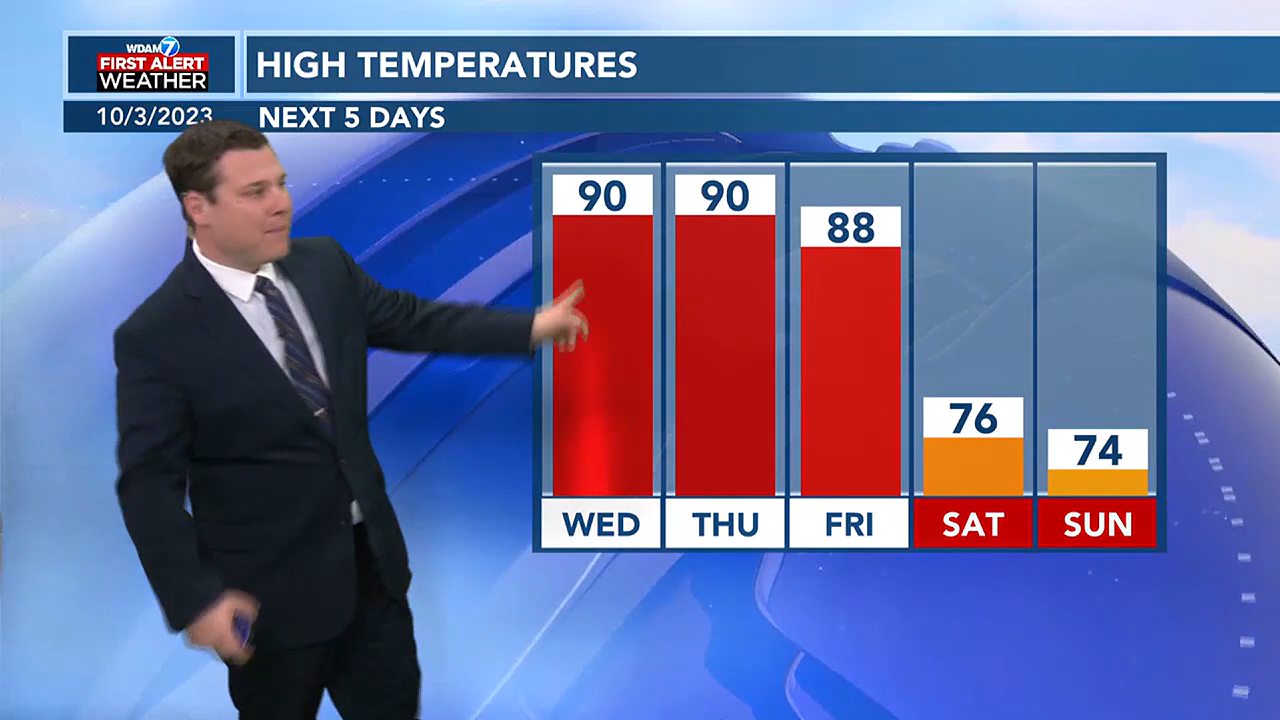 WDAM 7
FIRST ALERT
WEATHER
HIGH TEMPERATURES
10/3/2023
NEXT 5 DAYS
90 90 88 76 74
WED THU FRI SAT SUN